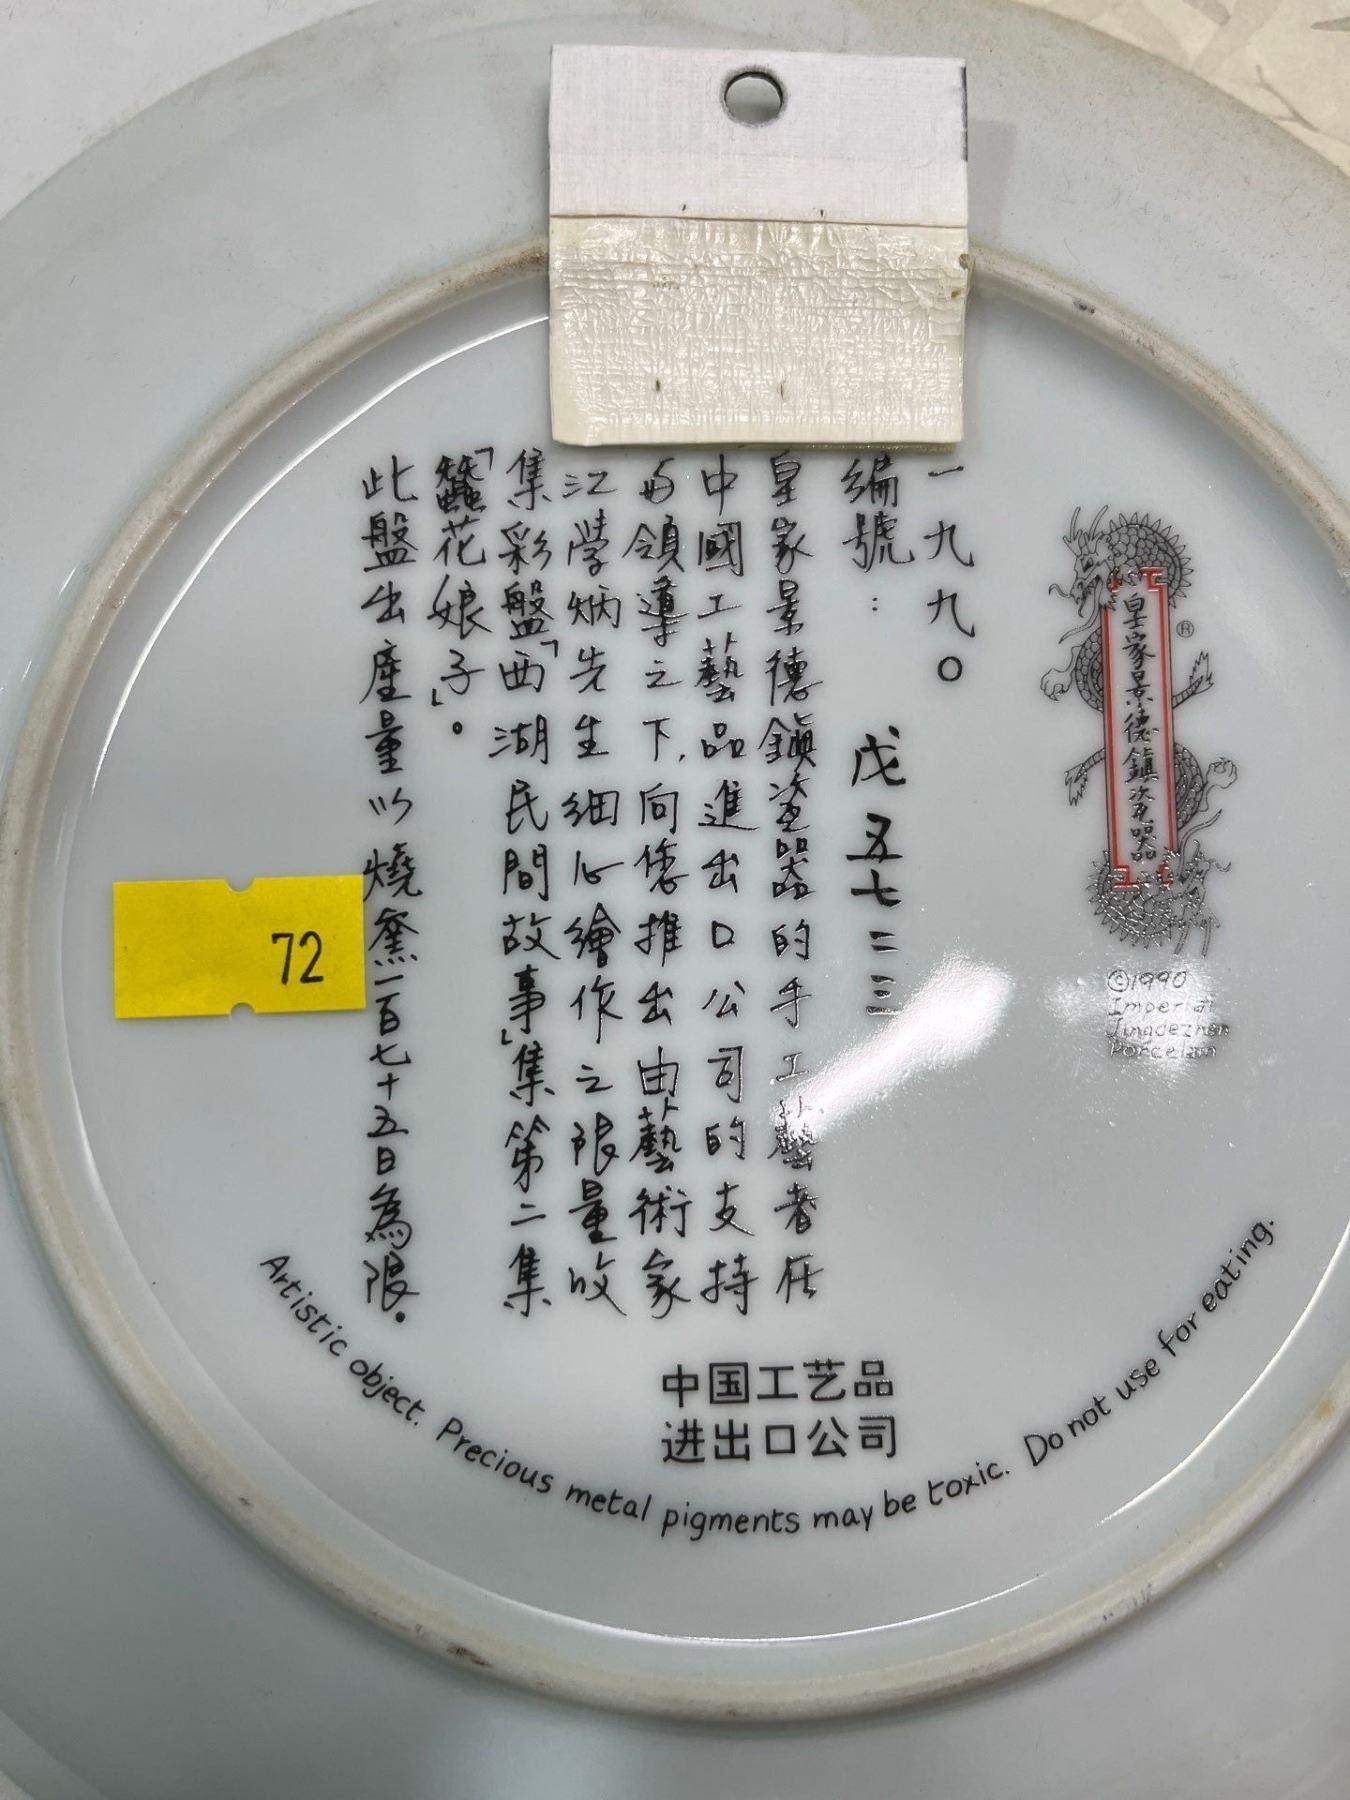 皇家景德鎮瓷器
®
©1990
Imperial
Jingdezhen
Porcelain
一九九〇
編號： 戊五七二三
皇家景德鎮瓷器的手工藝者在
中國工藝品進出口公司的支持
與領導之下，向您推出由藝術家
江學炳先生細心繪作之限量收
集彩盤「西湖民間故事」集第二集
「蠶花娘子」。
此盤出產量以燒窯一百七十五日為限。
中国工艺品
进出口公司
Artistic object. Precious metal pigments may be toxic. Do not use for eating.
72